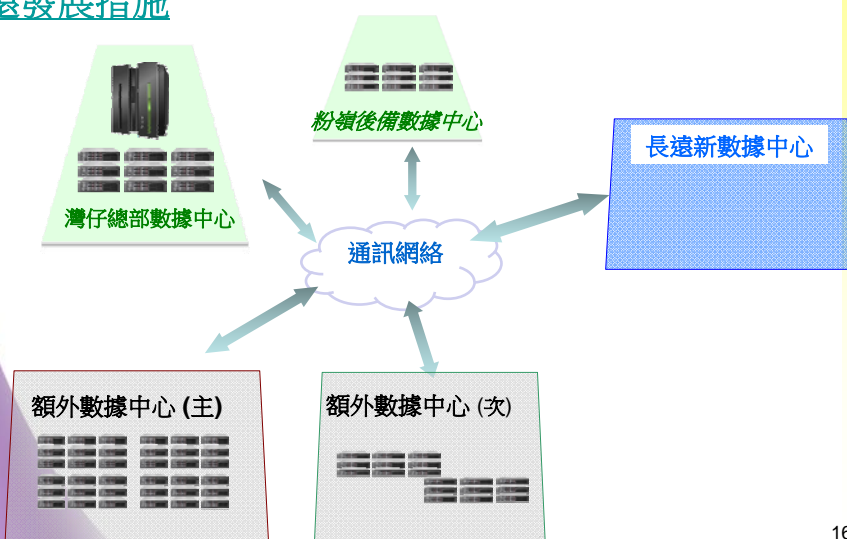 發展措施
粉嶺後備數據中心
長遠新數據中心
灣仔總部數據中心
通訊網絡
額外數據中心 (主)
額外數據中心 (次)
16